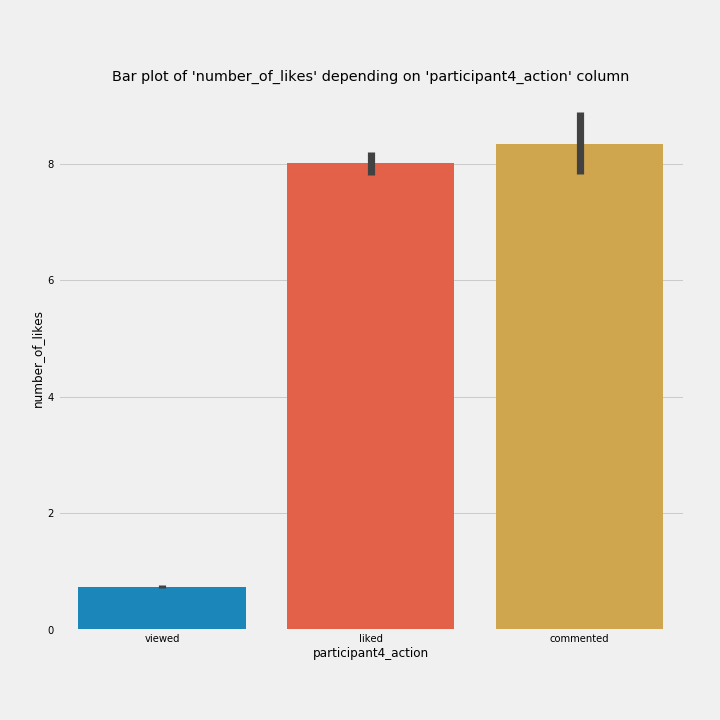 Bar plot of 'number_of_likes' depending on 'participant4_action' column
number_of_likes
8
6
4
2
0
viewed liked commented
participant4_action